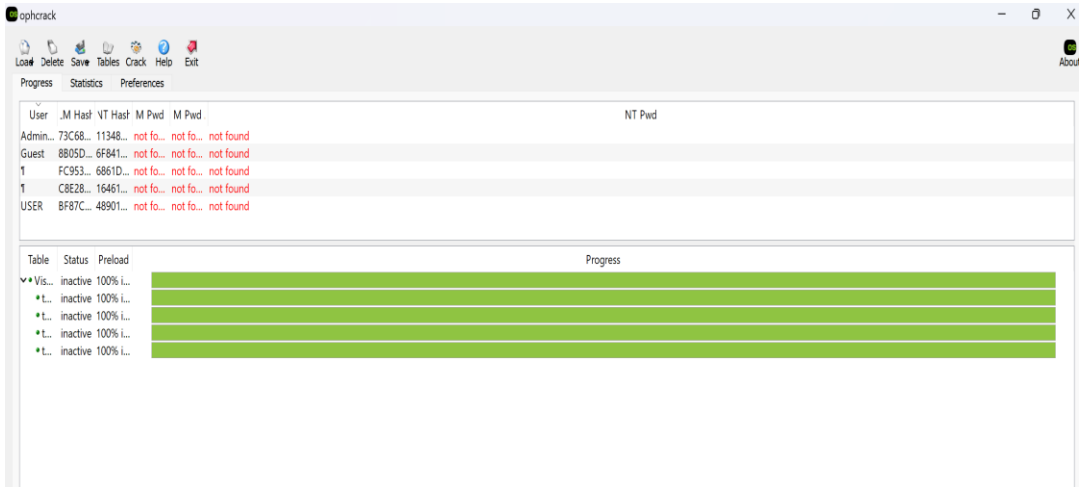 os ophcrack
Load Delete Save Tables Crack Help Exit
os
About
Progress Statistics Preferences
User .M Hash NT Hash M Pwd M Pwd NT Pwd
Admin... 73C68... 11348... not fo... not fo... not found
Guest 8B05D... 6F841... not fo... not fo... not found
¶ FC953... 6861D... not fo... not fo... not found
¶ C8E28... 16461... not fo... not fo... not found
USER BF87C... 48901... not fo... not fo... not found
Table Status Preload Progress
Vis... inactive 100% i...
t... inactive 100% i...
t... inactive 100% i...
t... inactive 100% i...
t... inactive 100% i...